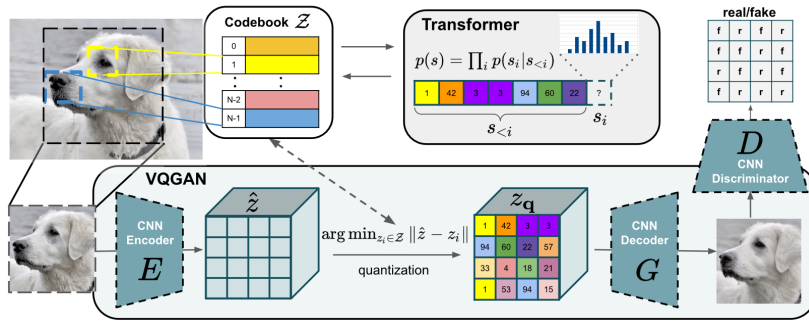 Codebook 𝒵
0
1
N-2
N-1
Transformer
p(s) = ∏ᵢ p(sᵢ|s<ᵢ)
1 42 3 3 94 60 22 ?
s<ᵢ
sᵢ
real/fake
f r f r
r f r r
f f r f
r f r f
VQGAN
CNN
Encoder
E
ẑ
arg min_{zᵢ∈𝒵} ‖ẑ − zᵢ‖
quantization
z_q
1 42 3 3
94 60 22 57
33 4 18 21
1 53 94 15
CNN
Decoder
G
D
CNN
Discriminator